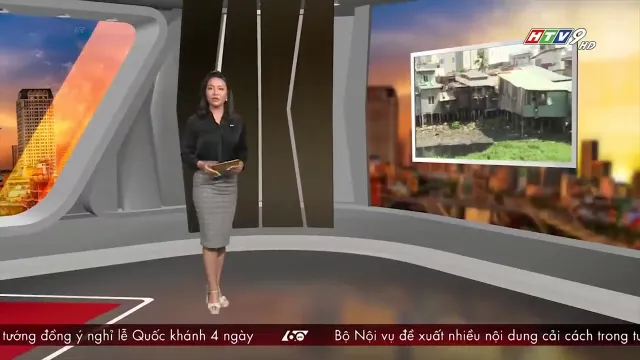 HTV9 HD
tướng đồng ý nghỉ lễ Quốc khánh 4 ngày 60 Bộ Nội vụ đề xuất nhiều nội dung cải cách trong t